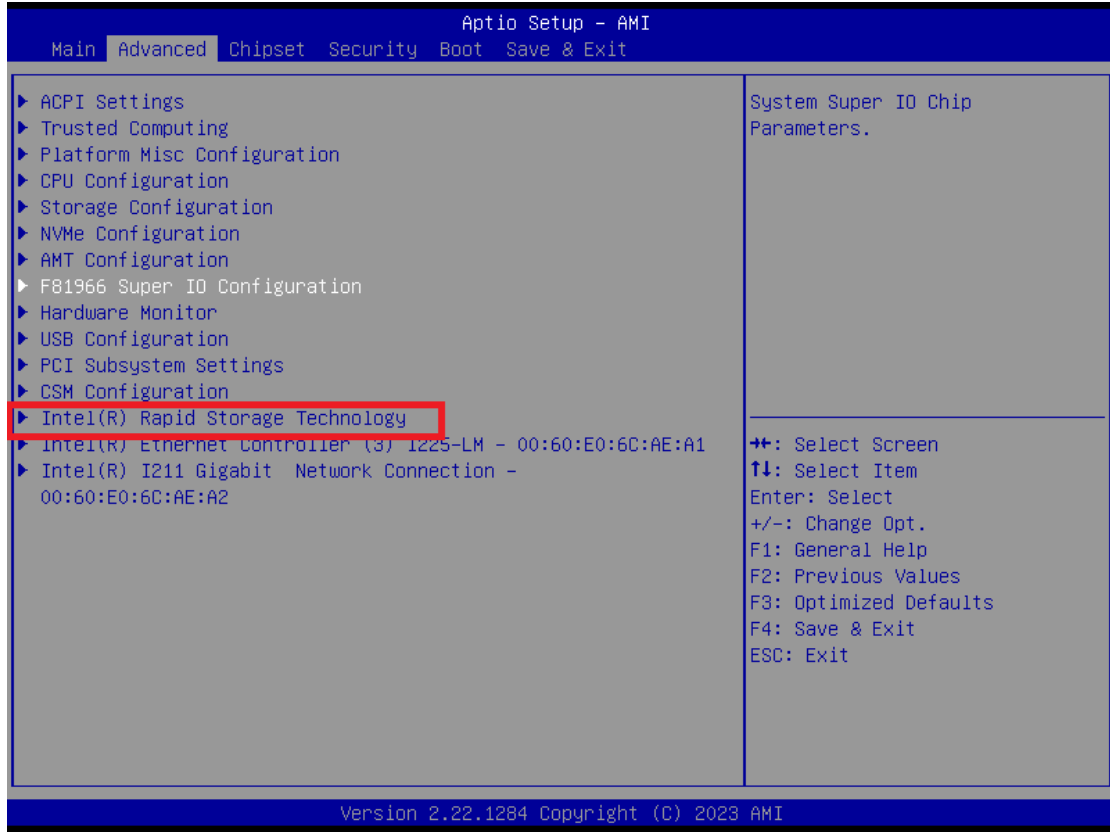 Aptio Setup – AMI
Main Advanced Chipset Security Boot Save & Exit
ACPI Settings
Trusted Computing
Platform Misc Configuration
CPU Configuration
Storage Configuration
NVMe Configuration
AMT Configuration
F81966 Super IO Configuration
Hardware Monitor
USB Configuration
PCI Subsystem Settings
CSM Configuration
Intel(R) Rapid Storage Technology
Intel(R) Ethernet Controller (3) I225-LM – 00:60:E0:6C:AE:A1
Intel(R) I211 Gigabit  Network Connection –
00:60:E0:6C:AE:A2
System Super IO Chip
Parameters.
→←: Select Screen
↑↓: Select Item
Enter: Select
+/-: Change Opt.
F1: General Help
F2: Previous Values
F3: Optimized Defaults
F4: Save & Exit
ESC: Exit
Version 2.22.1284 Copyright (C) 2023 AMI